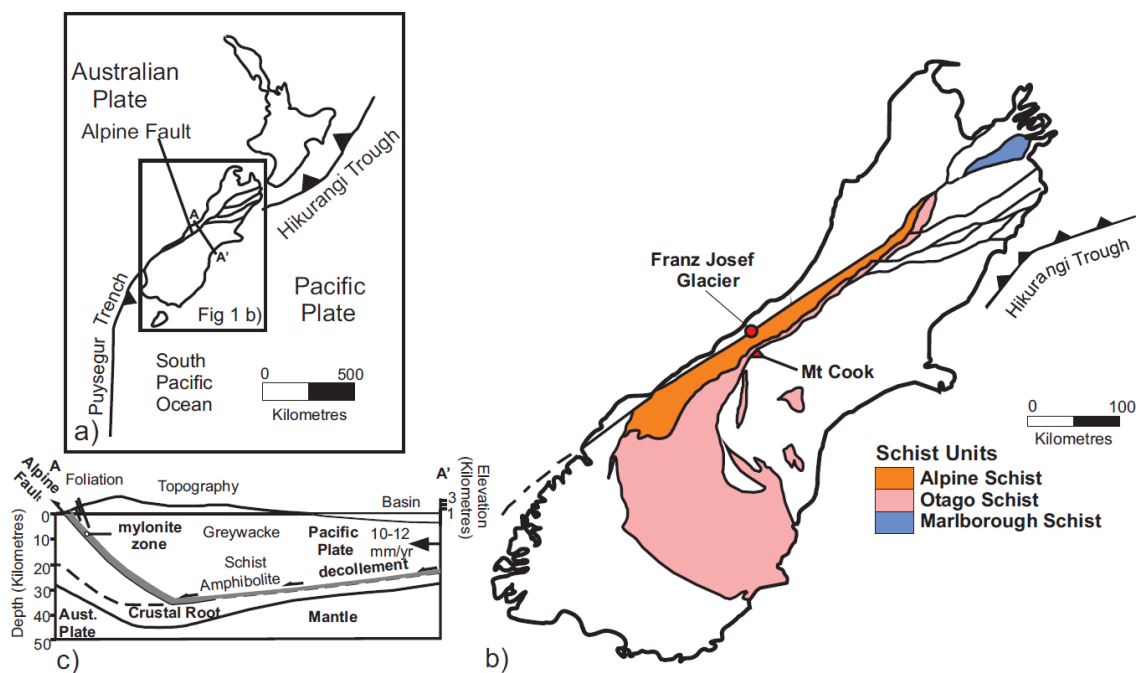 Australian
Plate
Alpine Fault
Hikurangi Trough
A
A'
Pacific
Plate
Puysegur Trench
Fig 1 b)
South
Pacific
Ocean
0 500
Kilometres
a)
Franz Josef
Glacier
Mt Cook
Hikurangi Trough
0 100
Kilometres
Schist Units
Alpine Schist
Otago Schist
Marlborough Schist
b)
A
Alpine
Fault
Foliation
Topography
Basin
A'
Elevation
(Kilometres)
3
1
0
10
20
30
40
50
Depth (Kilometres)
mylonite
zone
Greywacke
Pacific
Plate
10-12
mm/yr
decollement
Schist
Amphibolite
Crustal Root
Aust.
Plate
Mantle
c)